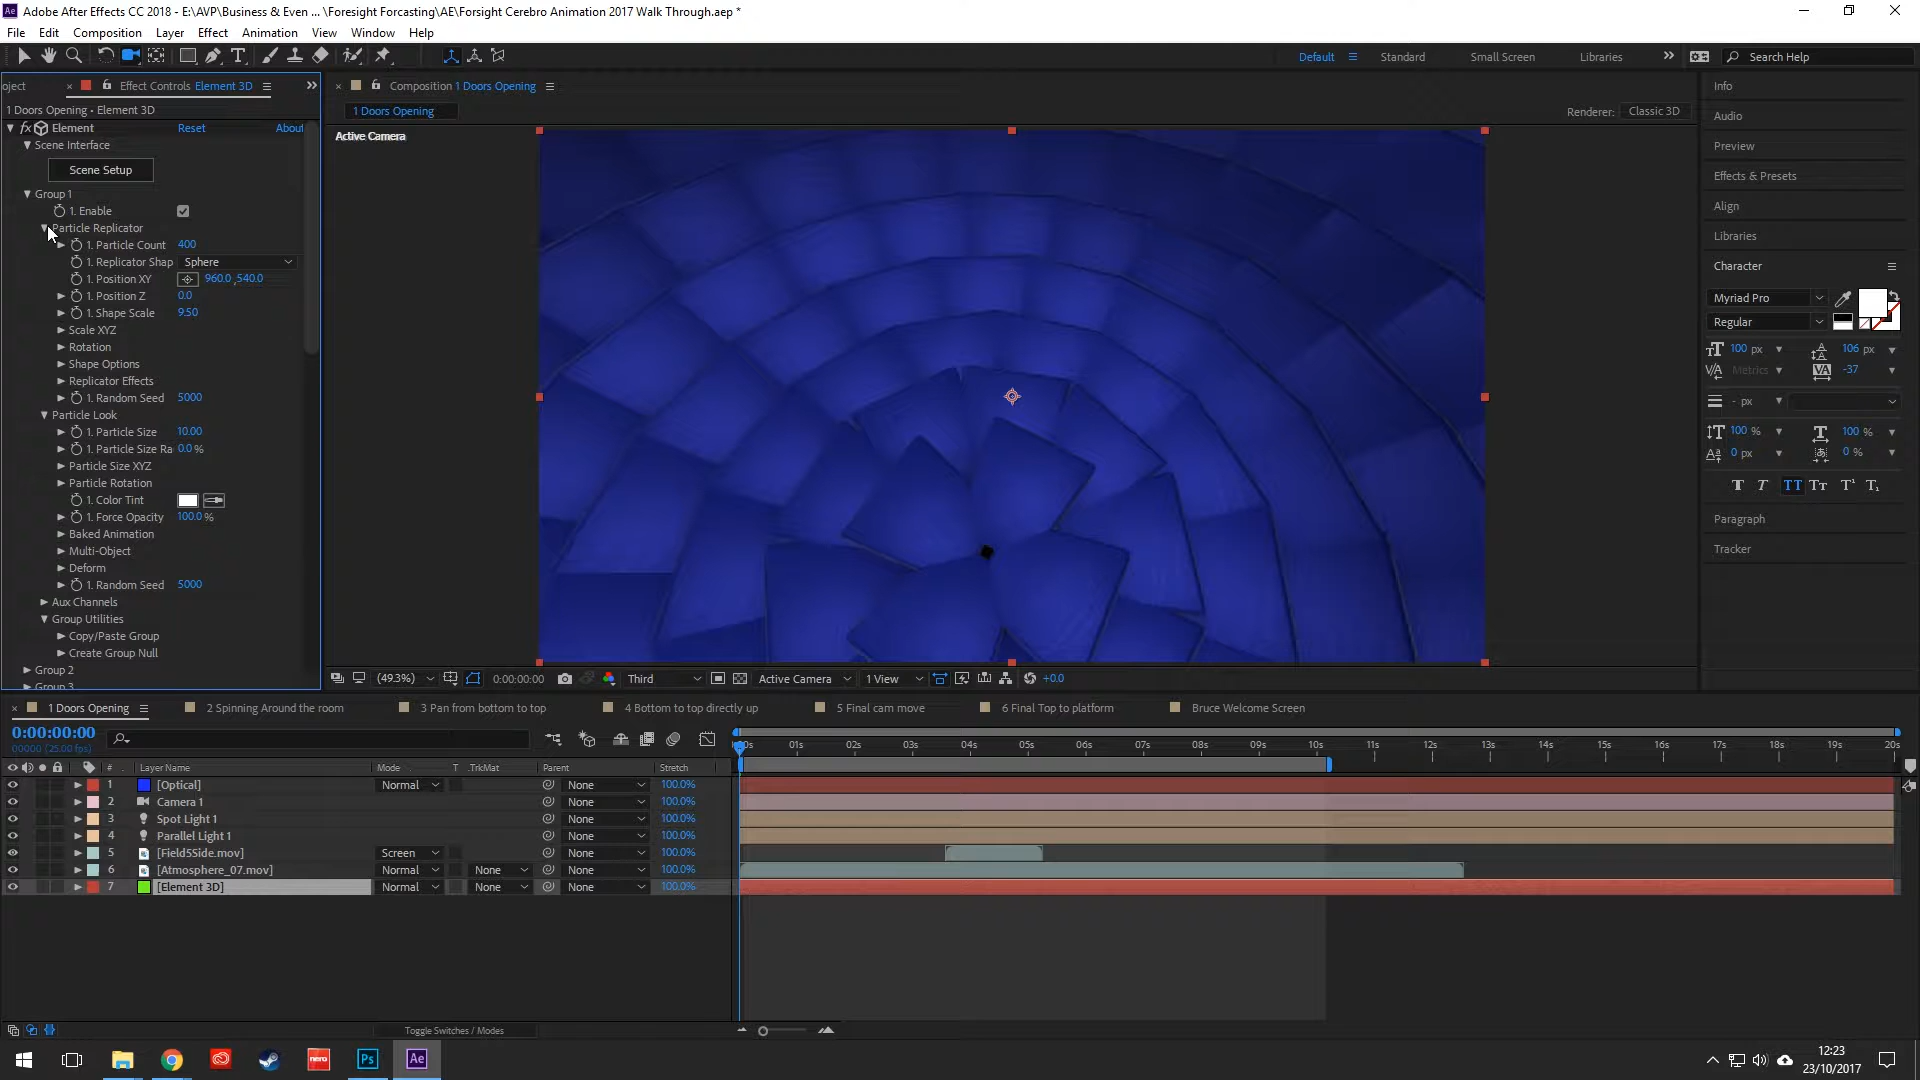 Adobe After Effects CC 2018 - E:\AVP\Business & Even ... \Foresight Forcasting\AE\Forsight Cerebro Animation 2017 Walk Through.aep *
File Edit Composition Layer Effect Animation View Window Help
Default Standard Small Screen Libraries Search Help
oject Effect Controls Element 3D
Composition 1 Doors Opening
1 Doors Opening • Element 3D
1 Doors Opening
Renderer: Classic 3D
Element Reset About
Active Camera
Scene Interface
Scene Setup
Group 1
1. Enable
Particle Replicator
1. Particle Count 400
1. Replicator Shap Sphere
1. Position XY 960.0 ,540.0
1. Position Z 0.0
1. Shape Scale 9.50
Scale XYZ
Rotation
Shape Options
Replicator Effects
1. Random Seed 5000
Particle Look
1. Particle Size 10.00
1. Particle Size Ra 0.0 %
Particle Size XYZ
Particle Rotation
1. Color Tint
1. Force Opacity 100.0 %
Baked Animation
Multi-Object
Deform
1. Random Seed 5000
Aux Channels
Group Utilities
Copy/Paste Group
Create Group Null
Group 2
Group 3
Info
Audio
Preview
Effects & Presets
Align
Libraries
Character
Myriad Pro
Regular
100 px 106 px
Metrics -37
- px
100 % 100 %
0 px 0 %
Paragraph
Tracker
(49.3%) 0:00:00:00 Third Active Camera 1 View +0.0
1 Doors Opening 2 Spinning Around the room 3 Pan from bottom to top 4 Bottom to top directly up 5 Final cam move 6 Final Top to platform Bruce Welcome Screen
0:00:00:00
00000 (25.00 fps)
01s 02s 03s 04s 05s 06s 07s 08s 09s 10s 11s 12s 13s 14s 15s 16s 17s 18s 19s 20s
# Layer Name Mode T .TrkMat Parent Stretch
1 [Optical] Normal None 100.0%
2 Camera 1 None 100.0%
3 Spot Light 1 None 100.0%
4 Parallel Light 1 None 100.0%
5 [Field5Side.mov] Screen None 100.0%
6 [Atmosphere_07.mov] Normal None None 100.0%
7 [Element 3D] Normal None None 100.0%
Toggle Switches / Modes
nero Ps Ae
12:23
23/10/2017